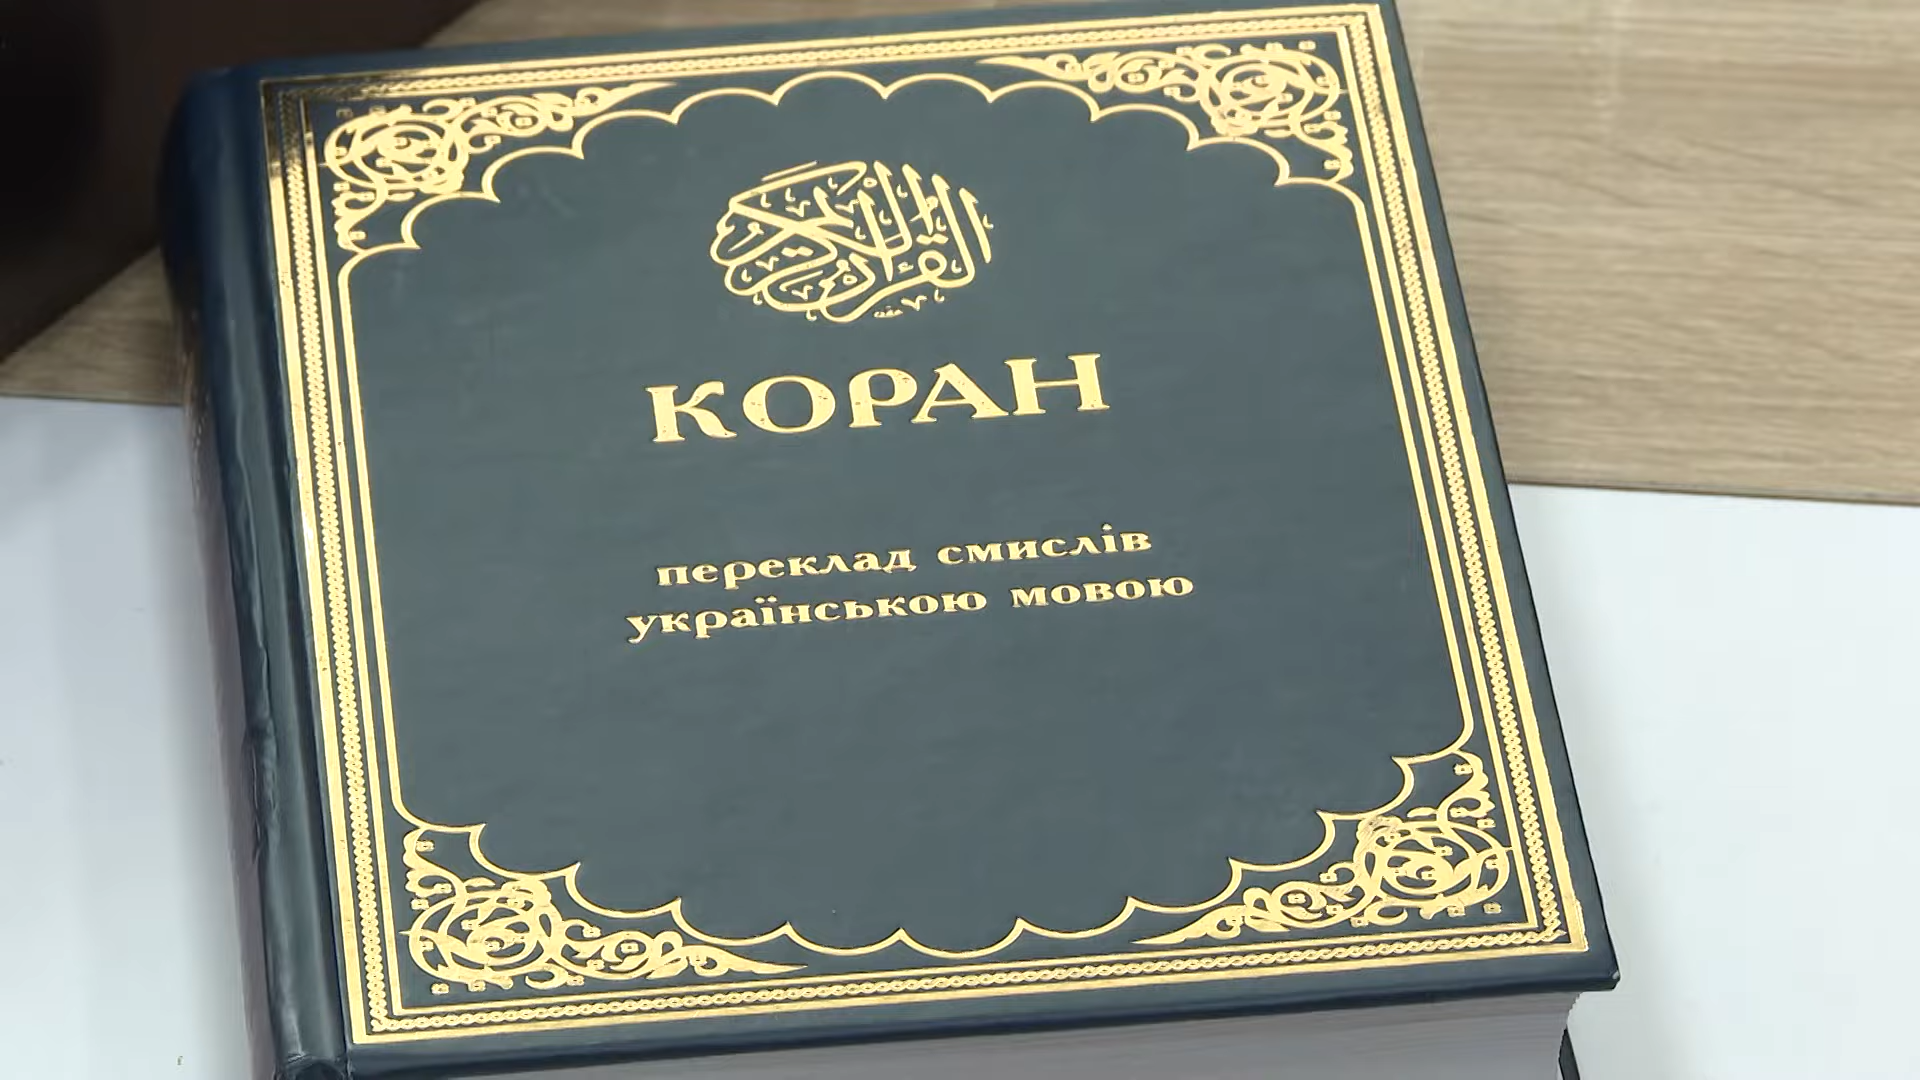 القرآن الكريم
КОРАН
переклад смислів
українською мовою